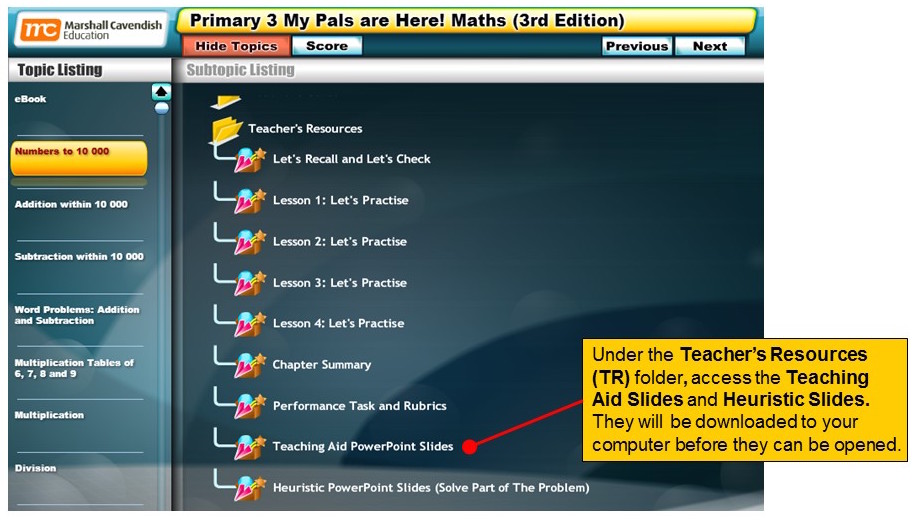 mc Marshall Cavendish
Education
Primary 3 My Pals are Here! Maths (3rd Edition)
Hide Topics
Score
Previous
Next
Topic Listing
Subtopic Listing
eBook
Numbers to 10 000
Addition within 10 000
Subtraction within 10 000
Word Problems: Addition
and Subtraction
Multiplication Tables of
6, 7, 8 and 9
Multiplication
Division
Teacher's Resources
Let's Recall and Let's Check
Lesson 1: Let's Practise
Lesson 2: Let's Practise
Lesson 3: Let's Practise
Lesson 4: Let's Practise
Chapter Summary
Performance Task and Rubrics
Teaching Aid PowerPoint Slides
Heuristic PowerPoint Slides (Solve Part of The Problem)
Under the Teacher's Resources
(TR) folder, access the Teaching
Aid Slides and Heuristic Slides.
They will be downloaded to your
computer before they can be opened.